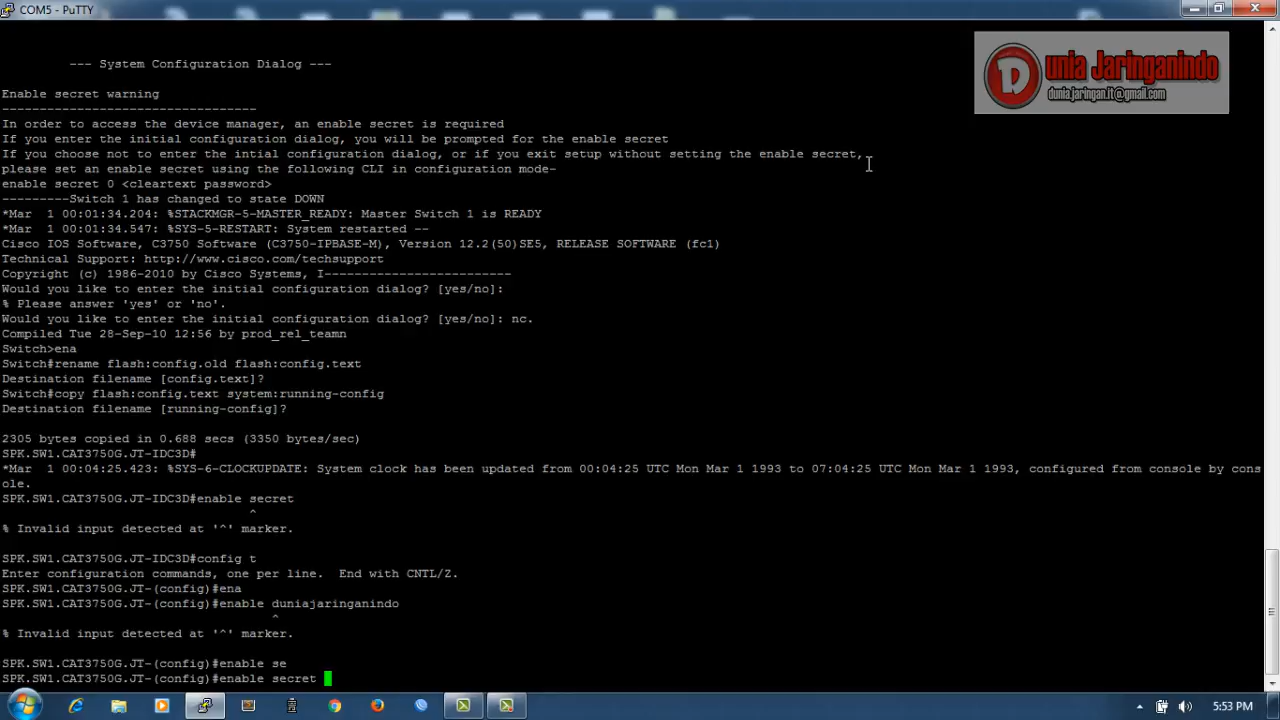 COM5 - PuTTY
D unia Jaringanindo
duniajaringan.it@gmail.com
--- System Configuration Dialog ---
Enable secret warning
----------------------------------
In order to access the device manager, an enable secret is required
If you enter the initial configuration dialog, you will be prompted for the enable secret
If you choose not to enter the intial configuration dialog, or if you exit setup without setting the enable secret,
please set an enable secret using the following CLI in configuration mode-
enable secret 0 <cleartext password>
---------Switch 1 has changed to state DOWN
*Mar  1 00:01:34.204: %STACKMGR-5-MASTER_READY: Master Switch 1 is READY
*Mar  1 00:01:34.547: %SYS-5-RESTART: System restarted --
Cisco IOS Software, C3750 Software (C3750-IPBASE-M), Version 12.2(50)SE5, RELEASE SOFTWARE (fc1)
Technical Support: http://www.cisco.com/techsupport
Copyright (c) 1986-2010 by Cisco Systems, I-------------------------
Would you like to enter the initial configuration dialog? [yes/no]:
% Please answer 'yes' or 'no'.
Would you like to enter the initial configuration dialog? [yes/no]: nc.
Compiled Tue 28-Sep-10 12:56 by prod_rel_teamn
Switch>ena
Switch#rename flash:config.old flash:config.text
Destination filename [config.text]?
Switch#copy flash:config.text system:running-config
Destination filename [running-config]?
2305 bytes copied in 0.688 secs (3350 bytes/sec)
SPK.SW1.CAT3750G.JT-IDC3D#
*Mar  1 00:04:25.423: %SYS-6-CLOCKUPDATE: System clock has been updated from 00:04:25 UTC Mon Mar 1 1993 to 07:04:25 UTC Mon Mar 1 1993, configured from console by cons
ole.
SPK.SW1.CAT3750G.JT-IDC3D#enable secret
^
% Invalid input detected at '^' marker.
SPK.SW1.CAT3750G.JT-IDC3D#config t
Enter configuration commands, one per line.  End with CNTL/Z.
SPK.SW1.CAT3750G.JT-(config)#ena
SPK.SW1.CAT3750G.JT-(config)#enable duniajaringanindo
^
% Invalid input detected at '^' marker.
SPK.SW1.CAT3750G.JT-(config)#enable se
SPK.SW1.CAT3750G.JT-(config)#enable secret
5:53 PM